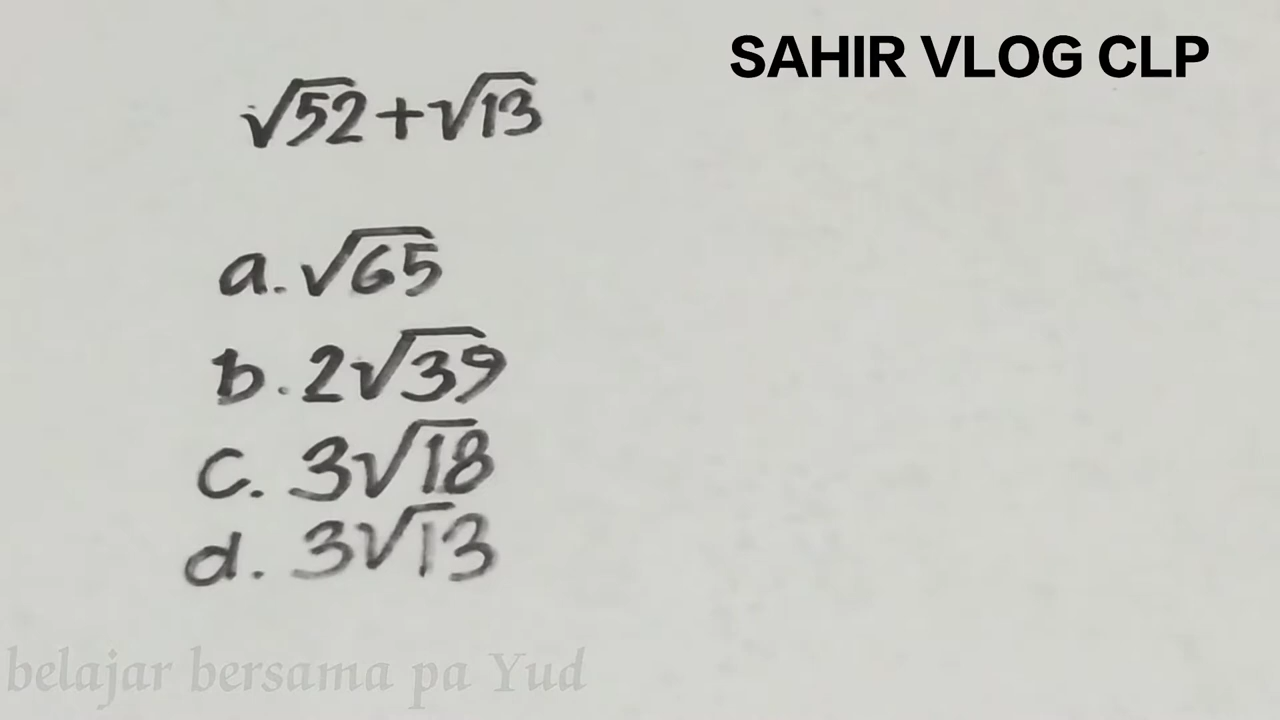 SAHIR VLOG CLP
√52+√13
a. √65
b. 2√39
c. 3√18
d. 3√13
belajar bersama pa Yud